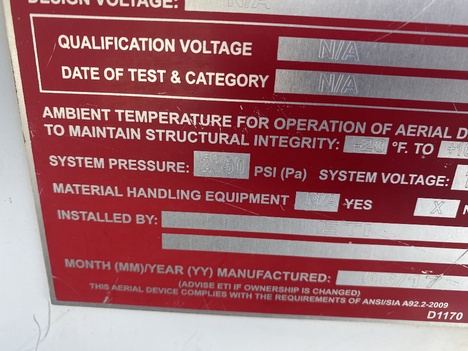 DESIGN VOLTAGE: N/A
QUALIFICATION VOLTAGE N/A
DATE OF TEST & CATEGORY N/A
AMBIENT TEMPERATURE FOR OPERATION OF AERIAL D
TO MAINTAIN STRUCTURAL INTEGRITY: °F. TO
SYSTEM PRESSURE: PSI (Pa) SYSTEM VOLTAGE:
MATERIAL HANDLING EQUIPMENT N/A YES X N
INSTALLED BY: ETI
MONTH (MM)/YEAR (YY) MANUFACTURED:
(ADVISE ETI IF OWNERSHIP IS CHANGED)
THIS AERIAL DEVICE COMPLIES WITH THE REQUIREMENTS OF ANSI/SIA A92.2-2009
D1170